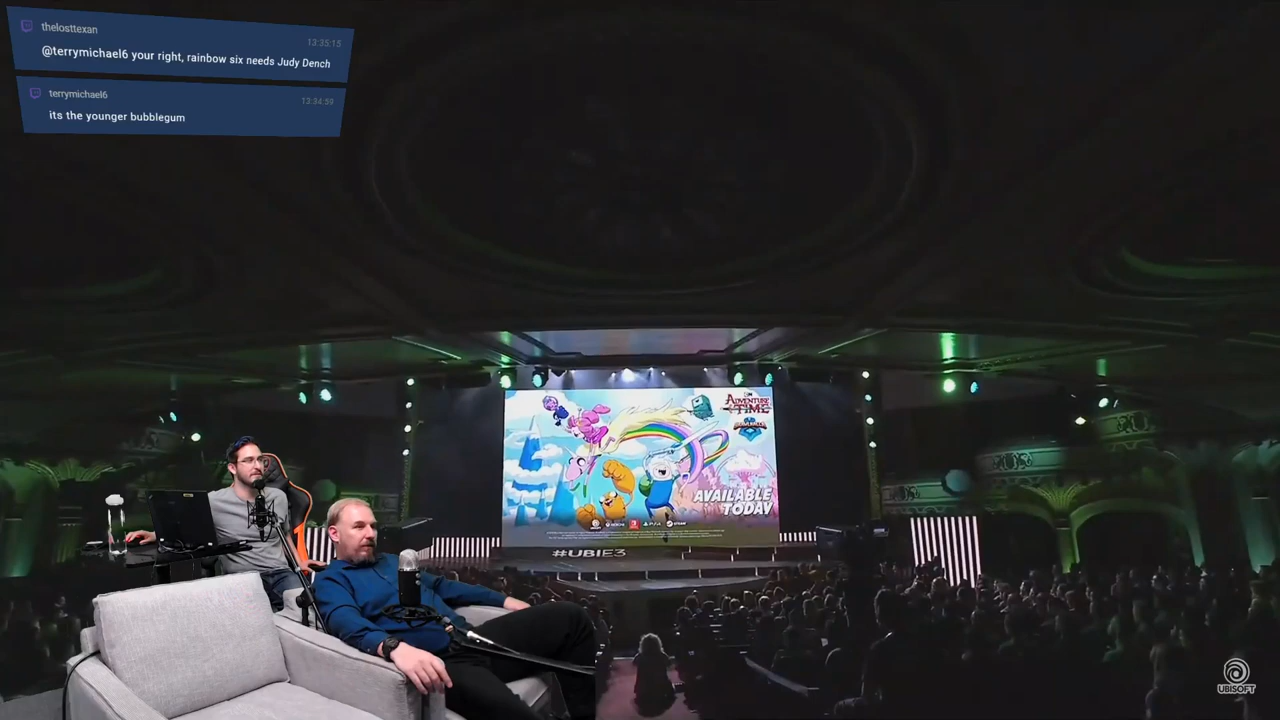 thelosttexan
13:35:15
@terrymichael6 your right, rainbow six needs Judy Dench
terrymichael6
13:34:59
its the younger bubblegum
ADVENTURE
TIME
BRAWLHALLA
AVAILABLE
TODAY
#UBIE3
UBISOFT